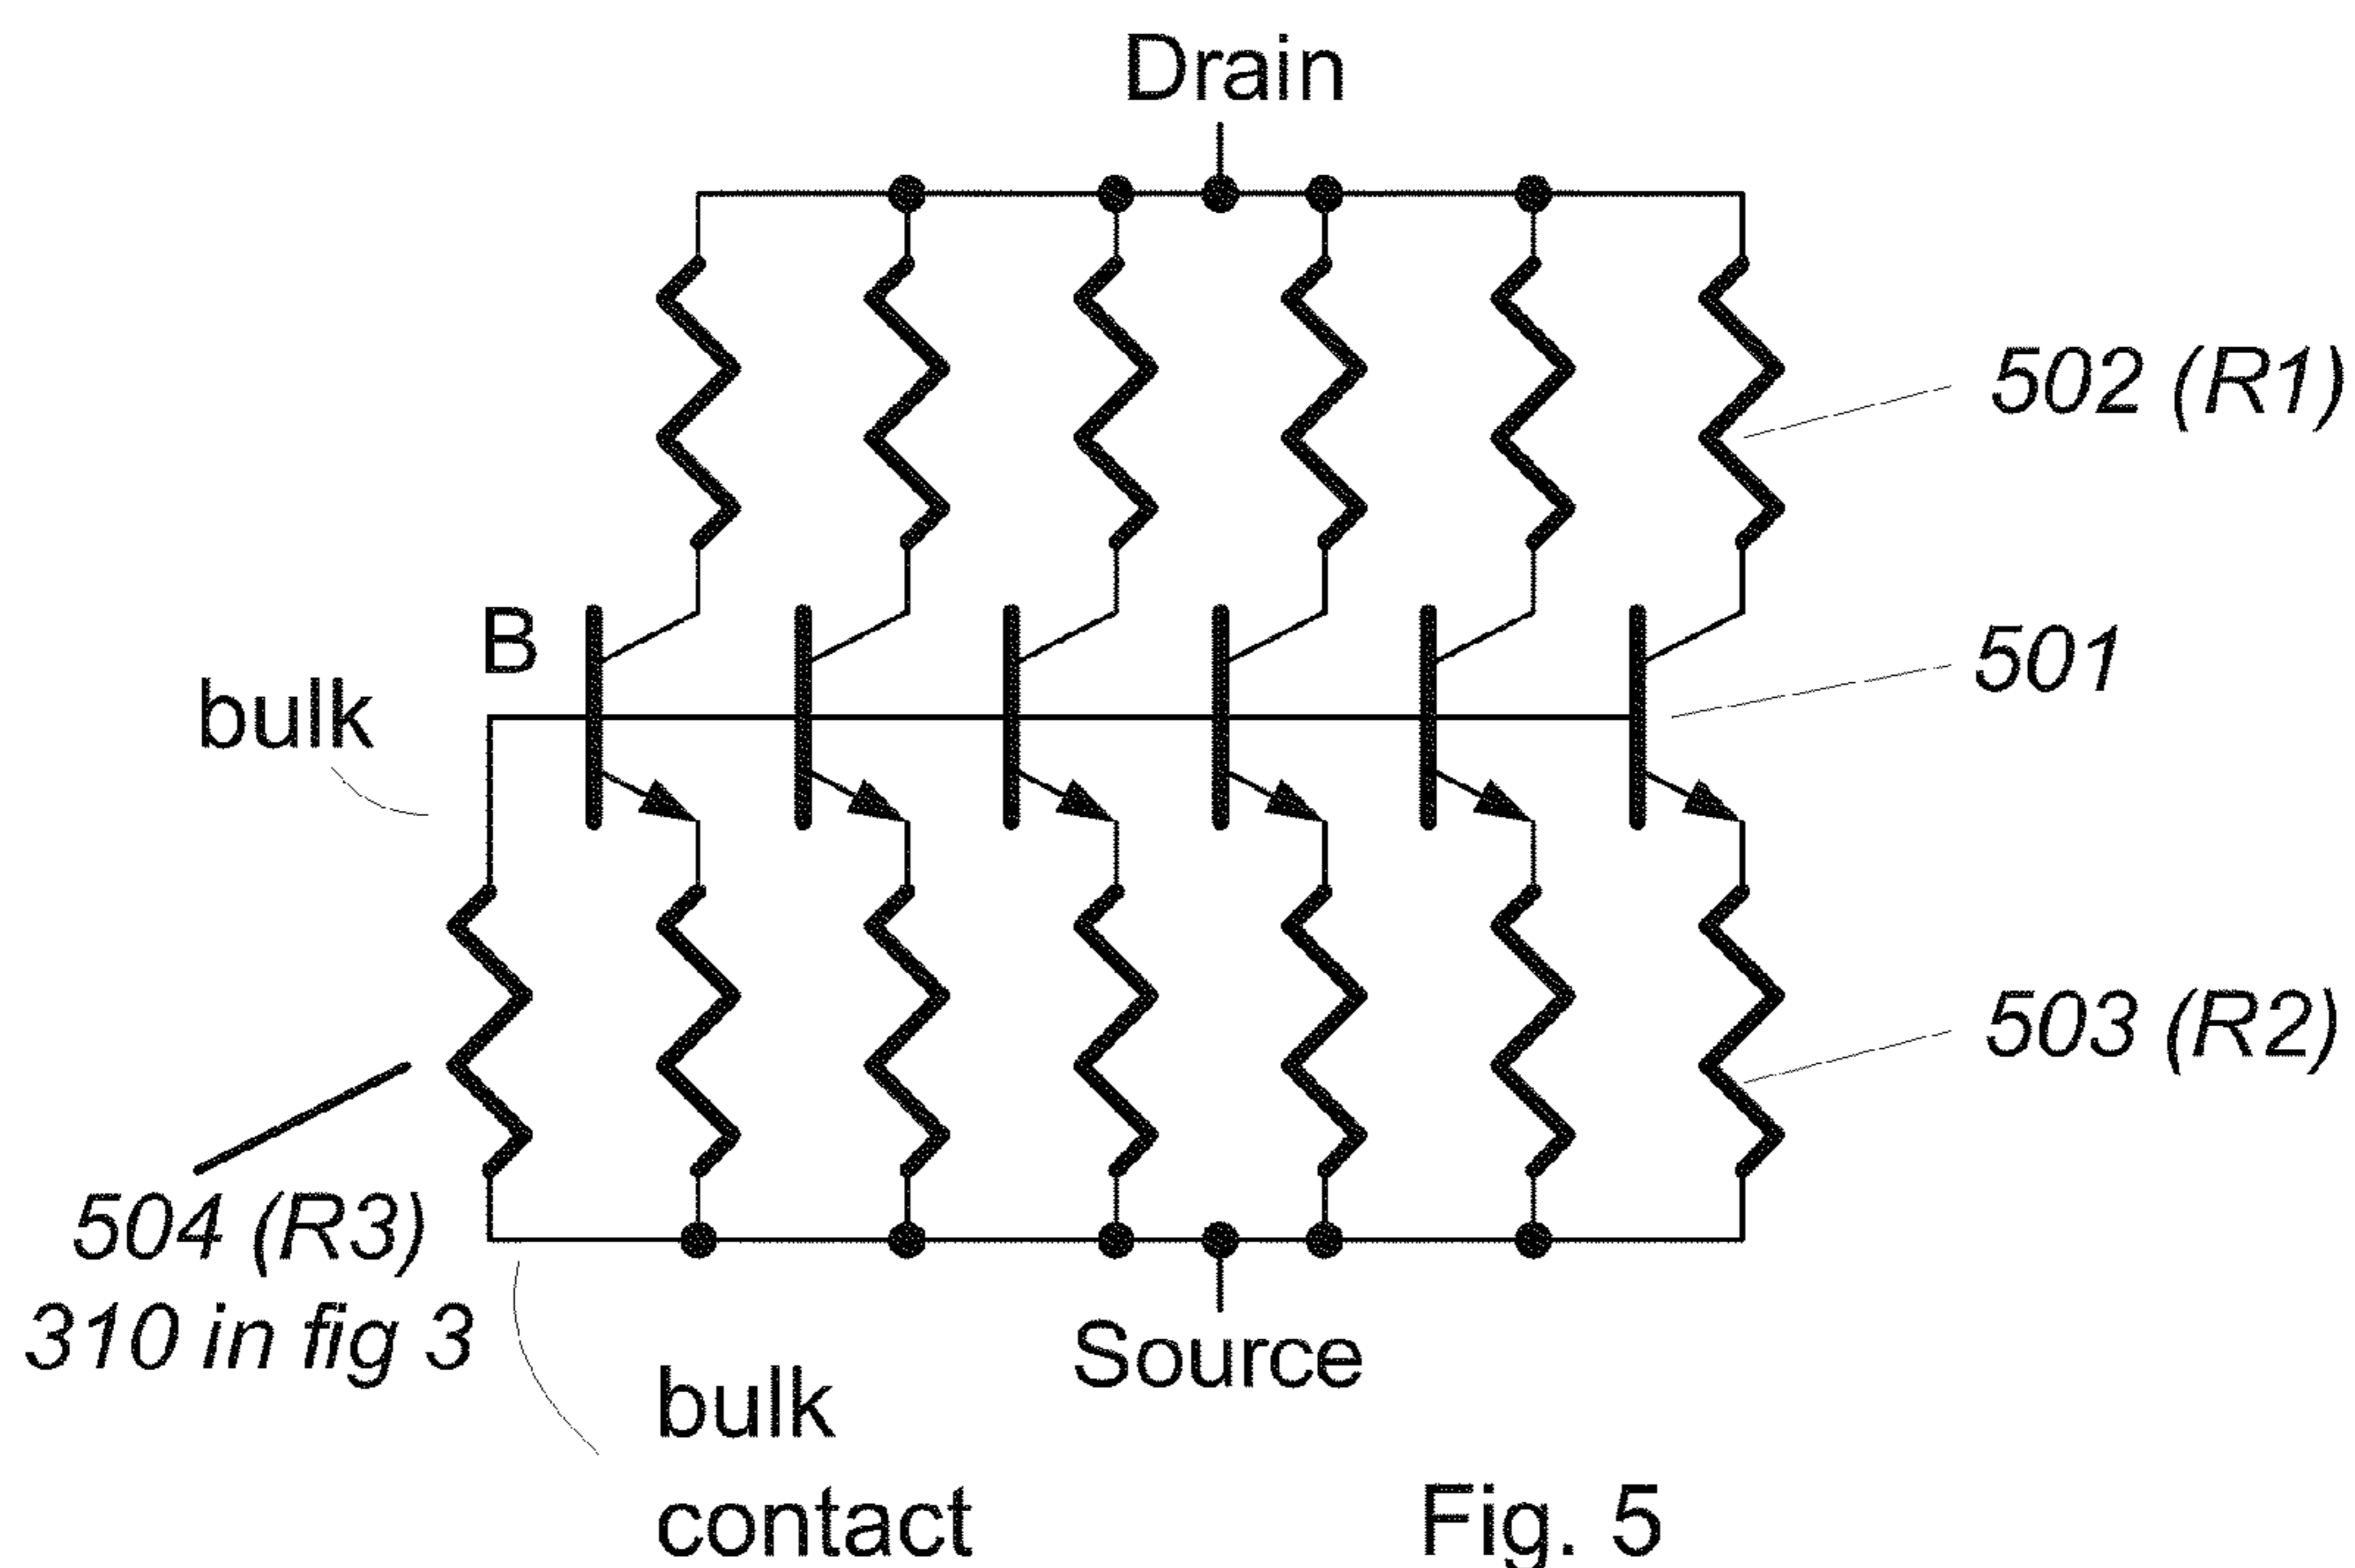 Drain
502 (R1)
B
501
bulk
503 (R2)
504 (R3)
310 in fig 3
Source
bulk
contact
Fig. 5